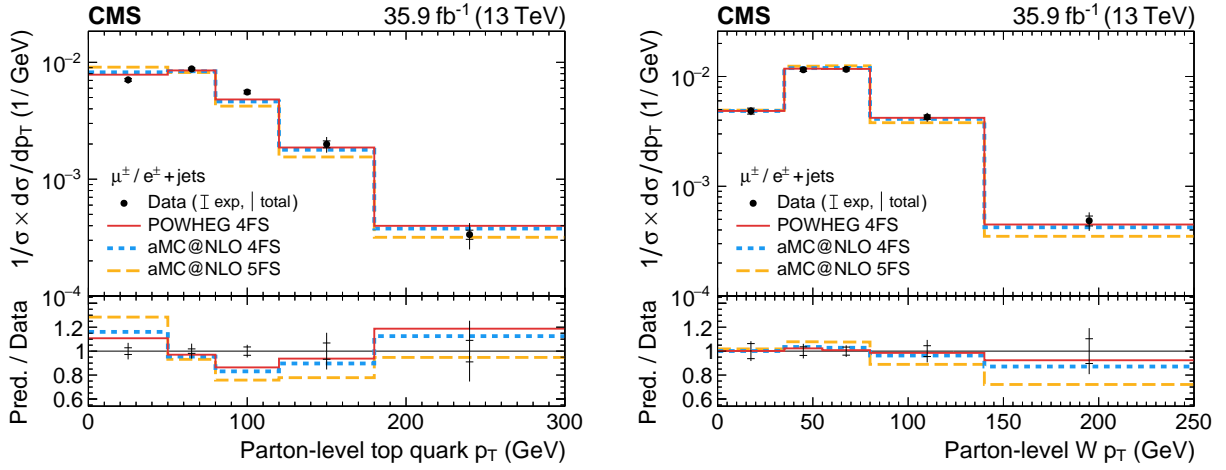 CMS 35.9 fb⁻¹ (13 TeV)
1/σ × dσ/dp_T (1 / GeV)
10⁻²
10⁻³
10⁻⁴
μ± / e± + jets
Data (⌶ exp, | total)
POWHEG 4FS
aMC@NLO 4FS
aMC@NLO 5FS
Pred. / Data
1.2
1
0.8
0.6
0 50 100 150 200 250 300
Parton-level top quark p_T (GeV)
CMS 35.9 fb⁻¹ (13 TeV)
1/σ × dσ/dp_T (1 / GeV)
10⁻²
10⁻³
10⁻⁴
μ± / e± + jets
Data (⌶ exp, | total)
POWHEG 4FS
aMC@NLO 4FS
aMC@NLO 5FS
Pred. / Data
1.2
1
0.8
0.6
0 50 100 150 200 250
Parton-level W p_T (GeV)